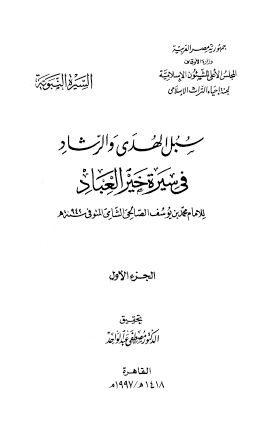 جمهورية مصر العربية
وزارة الأوقاف
المجلس الأعلى للشئون الإسلامية
لجنة إحياء التراث الإسلامي
السيرة النبوية
سبل الهدى والرشاد
في سيرة خير العباد
للإمام محمد بن يوسف الصالحي الشامي المتوفى سنة ٩٤٢ هـ
الجزء الأول
تحقيق
الدكتور مصطفى عبد الواحد
القاهرة
١٤١٨ هـ / ١٩٩٧ م